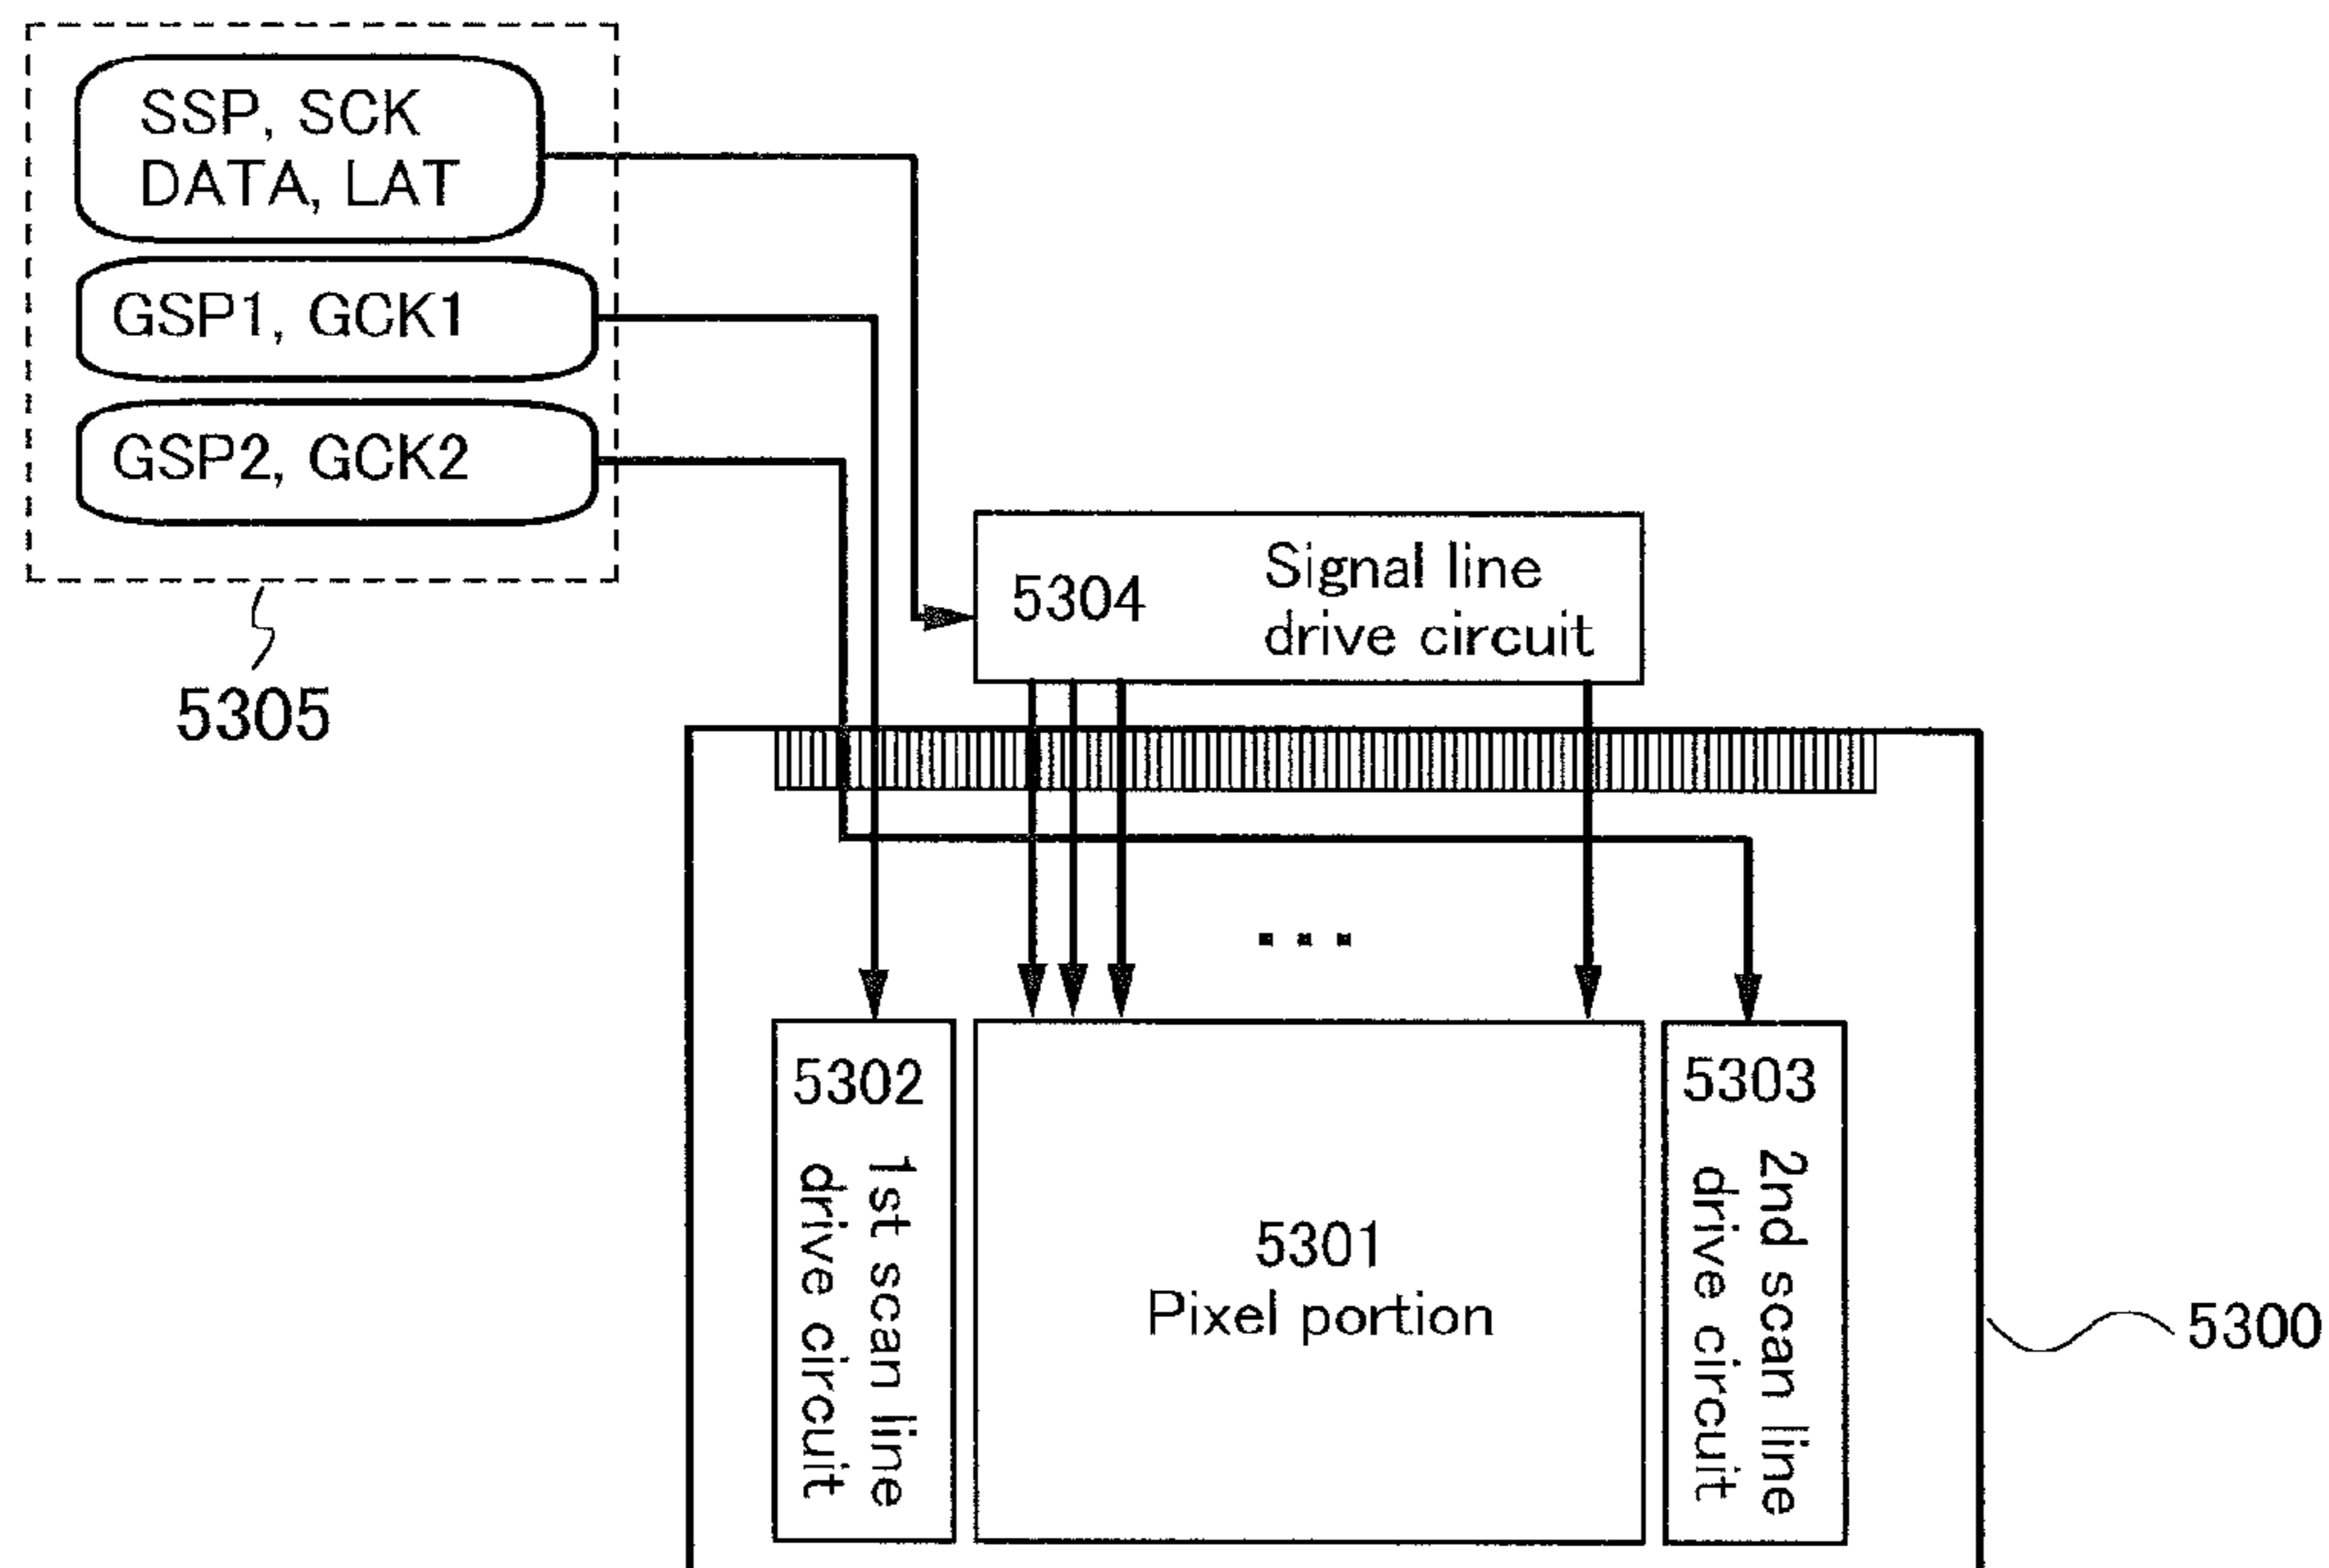 SSP, SCK
DATA, LAT
GSP1, GCK1
GSP2, GCK2
5305
5304
Signal line
drive circuit
5302
1st scan line
drive circuit
5301
Pixel portion
5303
2nd scan line
drive circuit
5300